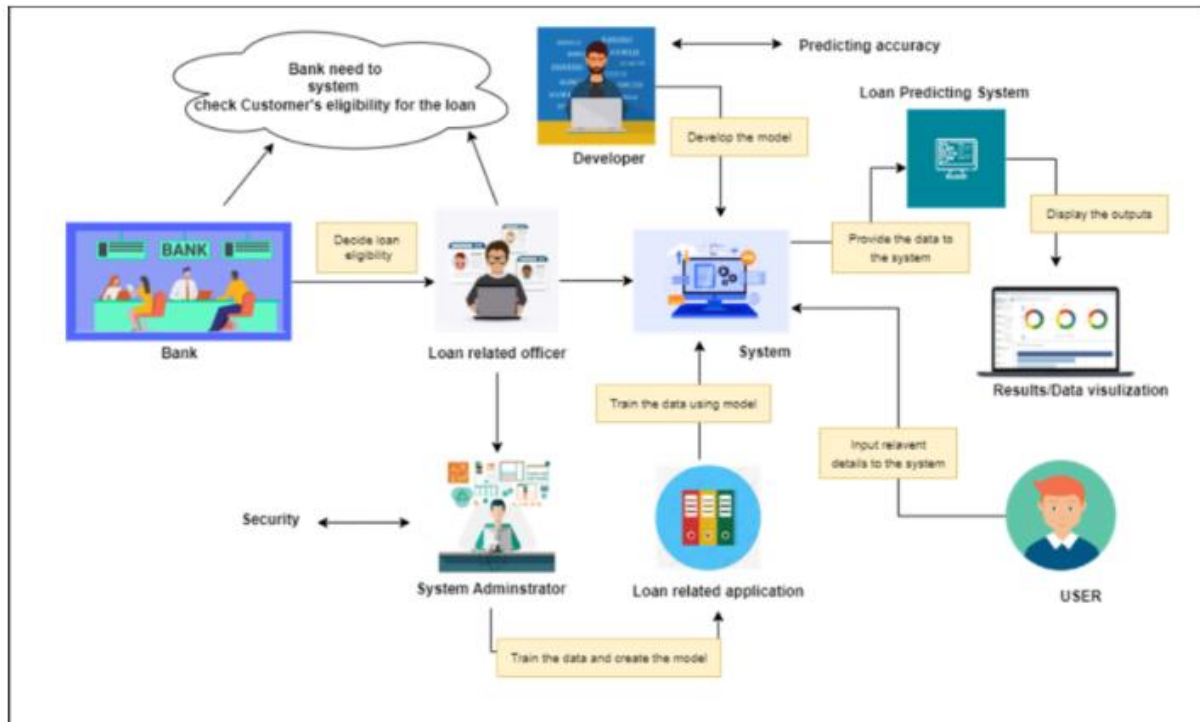 Bank need to
system
check Customer's eligibility for the loan
Predicting accuracy
Loan Predicting System
Developer
Develop the model
Display the outputs
Decide loan
eligibility
Provide the data to
the system
BANK
Bank
Loan related officer
System
Results/Data visulization
Train the data using model
Input relavent
details to the system
Security
System Adminstrator
Loan related application
USER
Train the data and create the model